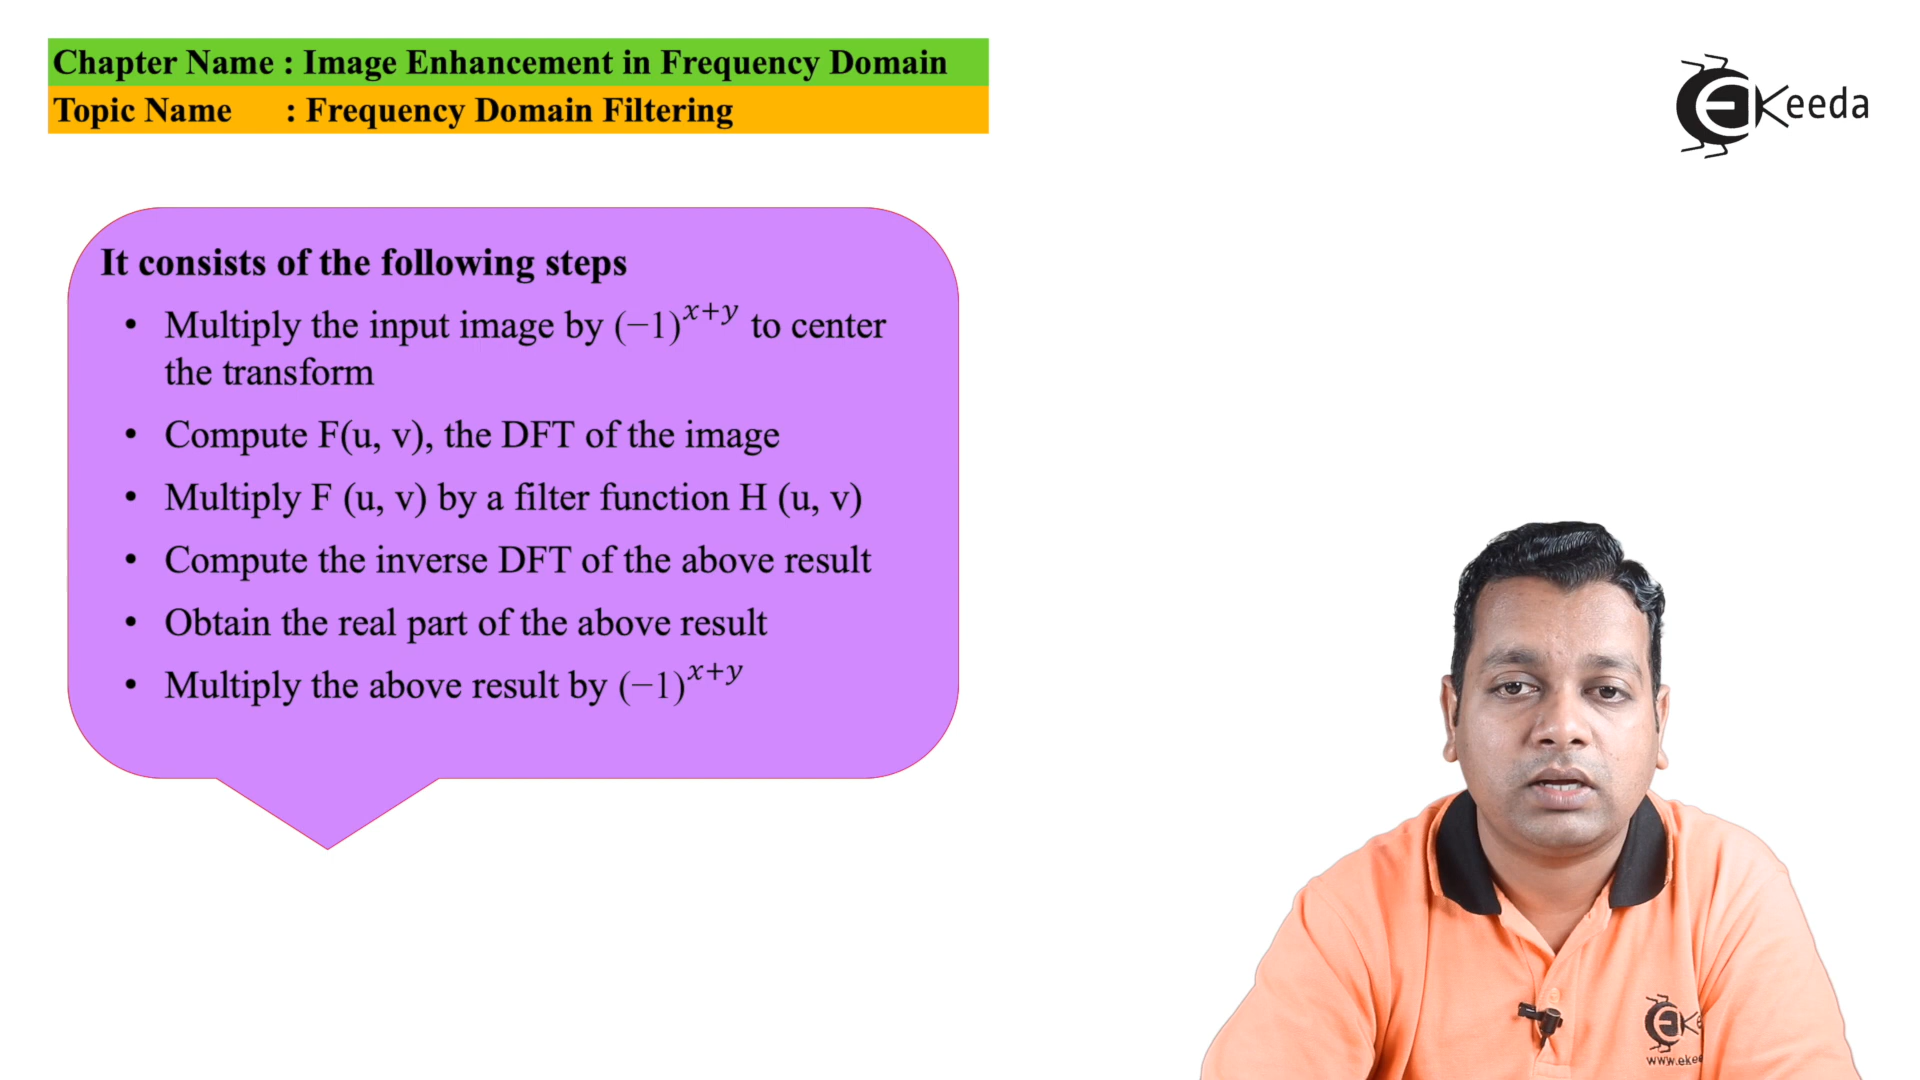 Chapter Name : Image Enhancement in Frequency Domain
Topic Name : Frequency Domain Filtering
eKeeda
It consists of the following steps
• Multiply the input image by (−1)^{x+y} to center
the transform
• Compute F(u, v), the DFT of the image
• Multiply F (u, v) by a filter function H (u, v)
• Compute the inverse DFT of the above result
• Obtain the real part of the above result
• Multiply the above result by (−1)^{x+y}